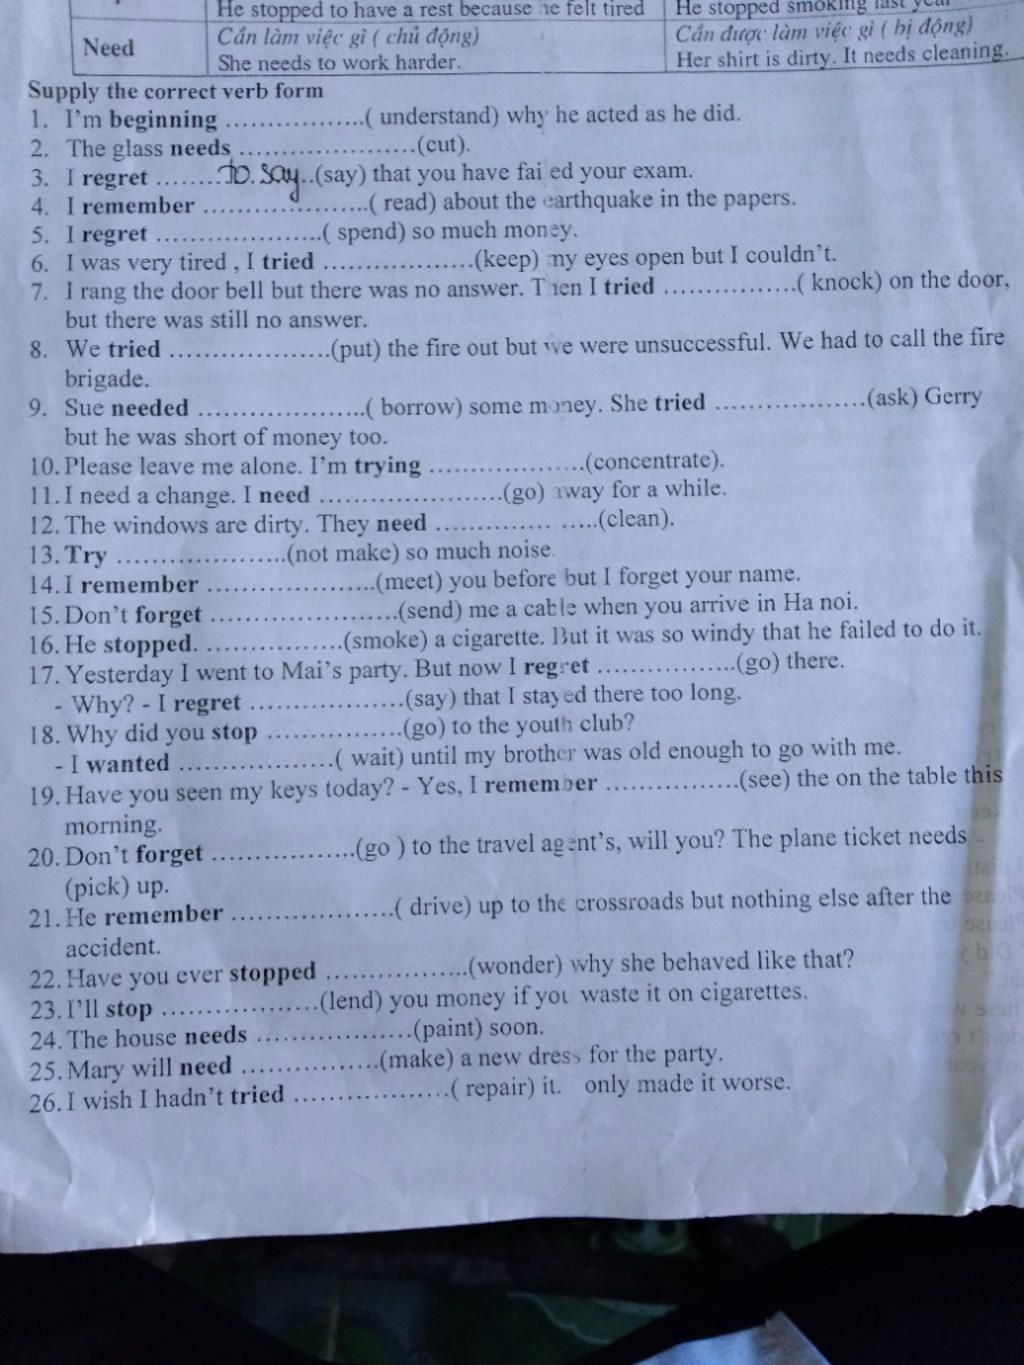 He stopped to have a rest because he felt tired He stopped smoking last year
Need Cần làm việc gì ( chủ động) Cần được làm việc gì ( bị động)
She needs to work harder. Her shirt is dirty. It needs cleaning.
Supply the correct verb form
1. I'm beginning ..................( understand) why he acted as he did.
2. The glass needs ......................(cut).
3. I regret ........To say..(say) that you have failed your exam.
4. I remember .....................( read) about the earthquake in the papers.
5. I regret .....................( spend) so much money.
6. I was very tired , I tried ..................(keep) my eyes open but I couldn't.
7. I rang the door bell but there was no answer. Then I tried ................( knock) on the door,
but there was still no answer.
8. We tried ....................(put) the fire out but we were unsuccessful. We had to call the fire
brigade.
9. Sue needed .....................( borrow) some money. She tried ...................(ask) Gerry
but he was short of money too.
10. Please leave me alone. I'm trying ...................(concentrate).
11. I need a change. I need .......................(go) away for a while.
12. The windows are dirty. They need .............. .....(clean).
13. Try .....................(not make) so much noise.
14. I remember .....................(meet) you before but I forget your name.
15. Don't forget .......................(send) me a cable when you arrive in Ha noi.
16. He stopped. .................(smoke) a cigarette. But it was so windy that he failed to do it.
17. Yesterday I went to Mai's party. But now I regret .................(go) there.
- Why? - I regret ...................(say) that I stayed there too long.
18. Why did you stop .................(go) to the youth club?
- I wanted ...................( wait) until my brother was old enough to go with me.
19. Have you seen my keys today? - Yes, I remember .................(see) the on the table this
morning.
20. Don't forget ..................(go ) to the travel agent's, will you? The plane ticket needs
(pick) up.
21. He remember ....................( drive) up to the crossroads but nothing else after the
accident.
22. Have you ever stopped ..................(wonder) why she behaved like that?
23. I'll stop ...................(lend) you money if you waste it on cigarettes.
24. The house needs ...................(paint) soon.
25. Mary will need .................(make) a new dress for the party.
26. I wish I hadn't tried ...................( repair) it. only made it worse.